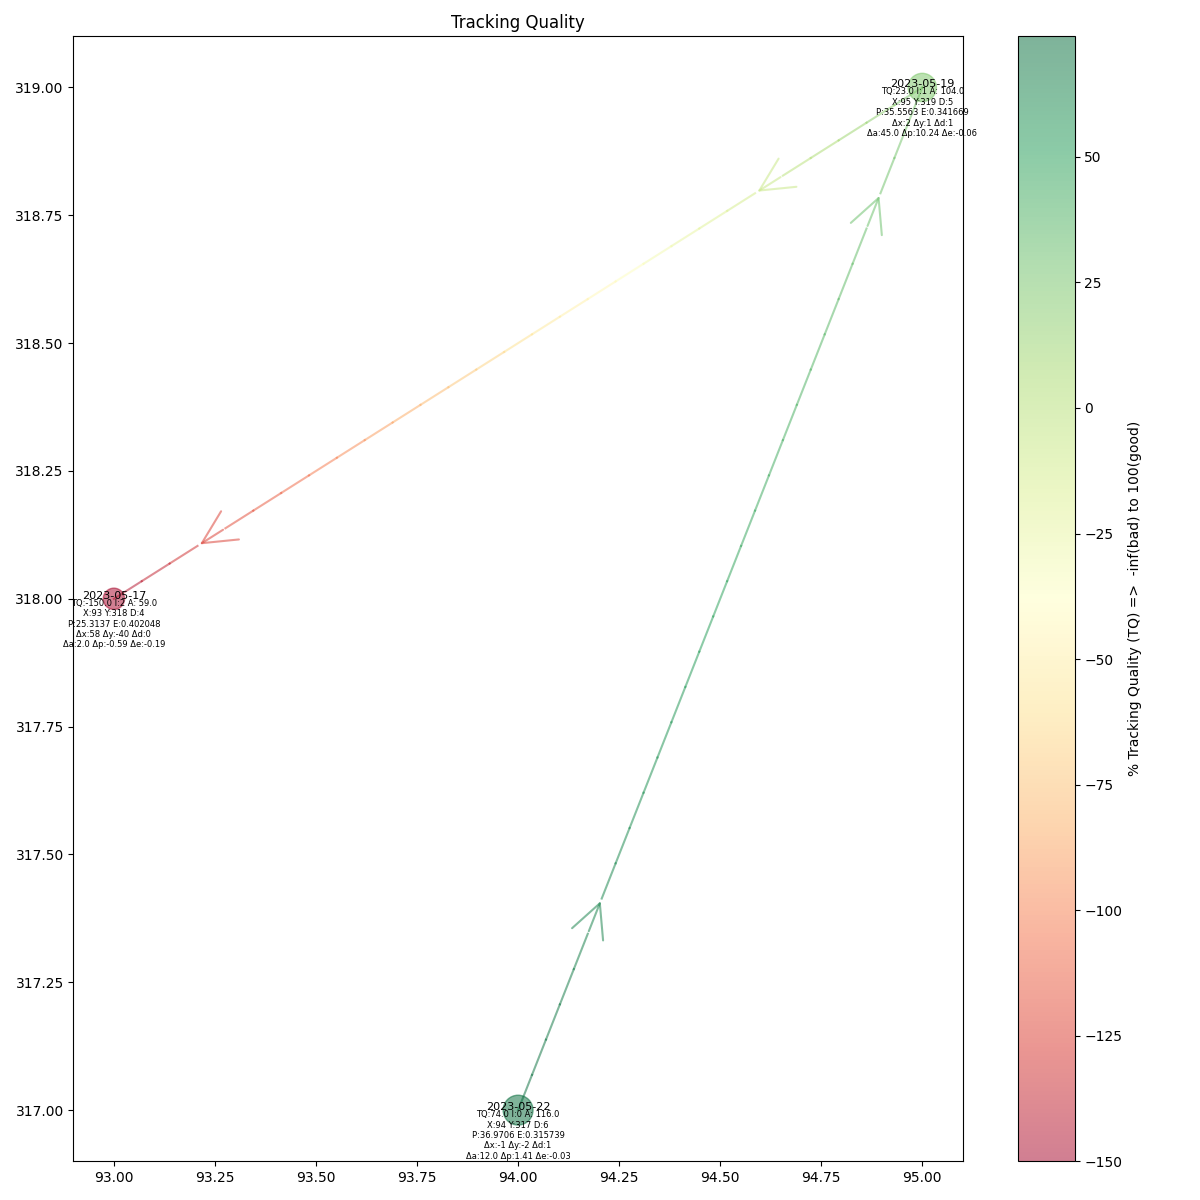 Tracking Quality
319.00
318.75
318.50
318.25
318.00
317.75
317.50
317.25
317.00
2023-05-19
TQ:23.0 I:1 A: 104.0
X:95 Y:319 D:5
P:35.5563 E:0.341669
Δx:2 Δy:1 Δd:1
Δa:45.0 Δp:10.24 Δe:-0.06
2023-05-17
TQ:-150.0 I:2 A: 59.0
X:93 Y:318 D:4
P:25.3137 E:0.402048
Δx:58 Δy:-40 Δd:0
Δa:2.0 Δp:-0.59 Δe:-0.19
2023-05-22
TQ:74.0 I:0 A: 116.0
X:94 Y:317 D:6
P:36.9706 E:0.315739
Δx:-1 Δy:-2 Δd:1
Δa:12.0 Δp:1.41 Δe:-0.03
93.00 93.25 93.50 93.75 94.00 94.25 94.50 94.75 95.00
50
25
0
−25
−50
−75
−100
−125
−150
% Tracking Quality (TQ) => -inf(bad) to 100(good)